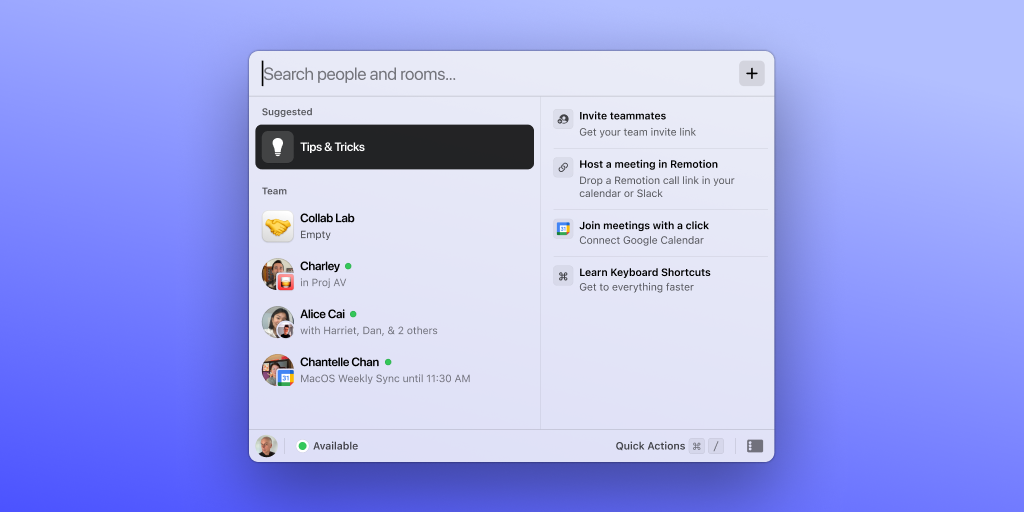 Search people and rooms...
Suggested
Tips & Tricks
Team
Collab Lab
Empty
Charley
in Proj AV
Alice Cai
with Harriet, Dan, & 2 others
31
Chantelle Chan
MacOS Weekly Sync until 11:30 AM
Invite teammates
Get your team invite link
Host a meeting in Remotion
Drop a Remotion call link in your
calendar or Slack
31
Join meetings with a click
Connect Google Calendar
⌘
Learn Keyboard Shortcuts
Get to everything faster
Available
Quick Actions ⌘ /